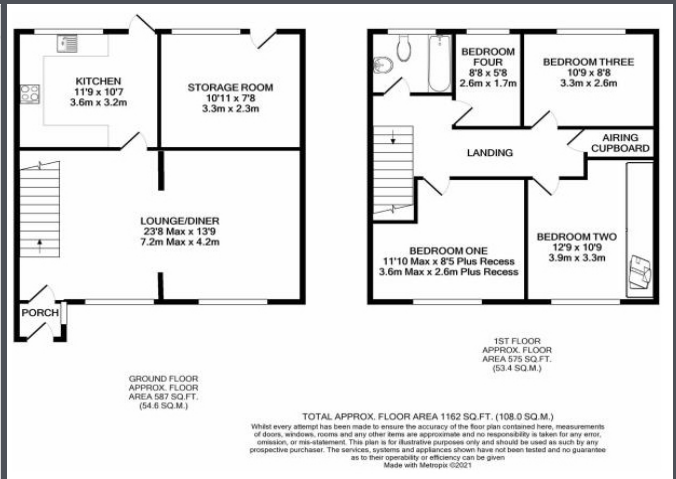 KITCHEN
11'9 x 10'7
3.6m x 3.2m
STORAGE ROOM
10'11 x 7'8
3.3m x 2.3m
LOUNGE/DINER
23'8 Max x 13'9
7.2m Max x 4.2m
PORCH
GROUND FLOOR
APPROX. FLOOR
AREA 587 SQ.FT.
(54.6 SQ.M.)
BEDROOM
FOUR
8'8 x 5'8
2.6m x 1.7m
BEDROOM THREE
10'9 x 8'8
3.3m x 2.6m
LANDING
AIRING
CUPBOARD
BEDROOM ONE
11'10 Max x 8'5 Plus Recess
3.6m Max x 2.6m Plus Recess
BEDROOM TWO
12'9 x 10'9
3.9m x 3.3m
1ST FLOOR
APPROX. FLOOR
AREA 575 SQ.FT.
(53.4 SQ.M.)
TOTAL APPROX. FLOOR AREA 1162 SQ.FT. (108.0 SQ.M.)
Whilst every attempt has been made to ensure the accuracy of the floor plan contained here, measurements
of doors, windows, rooms and any other items are approximate and no responsibility is taken for any error,
omission, or mis-statement. This plan is for illustrative purposes only and should be used as such by any
prospective purchaser. The services, systems and appliances shown have not been tested and no guarantee
as to their operability or efficiency can be given
Made with Metropix ©2021